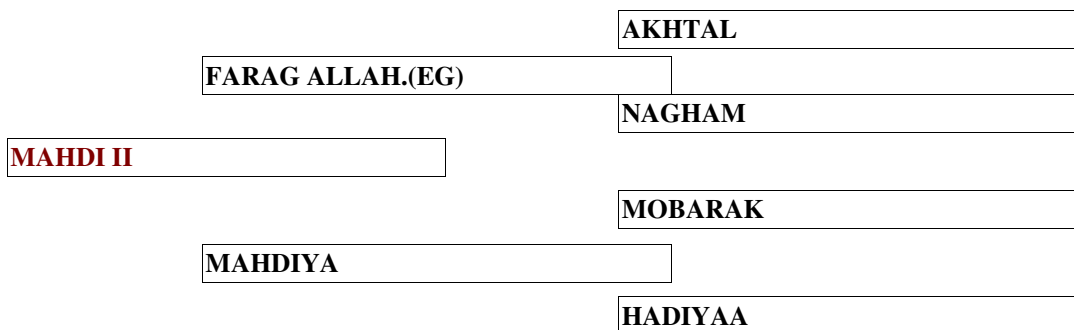 AKHTAL
FARAG ALLAH.(EG)
NAGHAM
MAHDI II
MOBARAK
MAHDIYA
HADIYAA